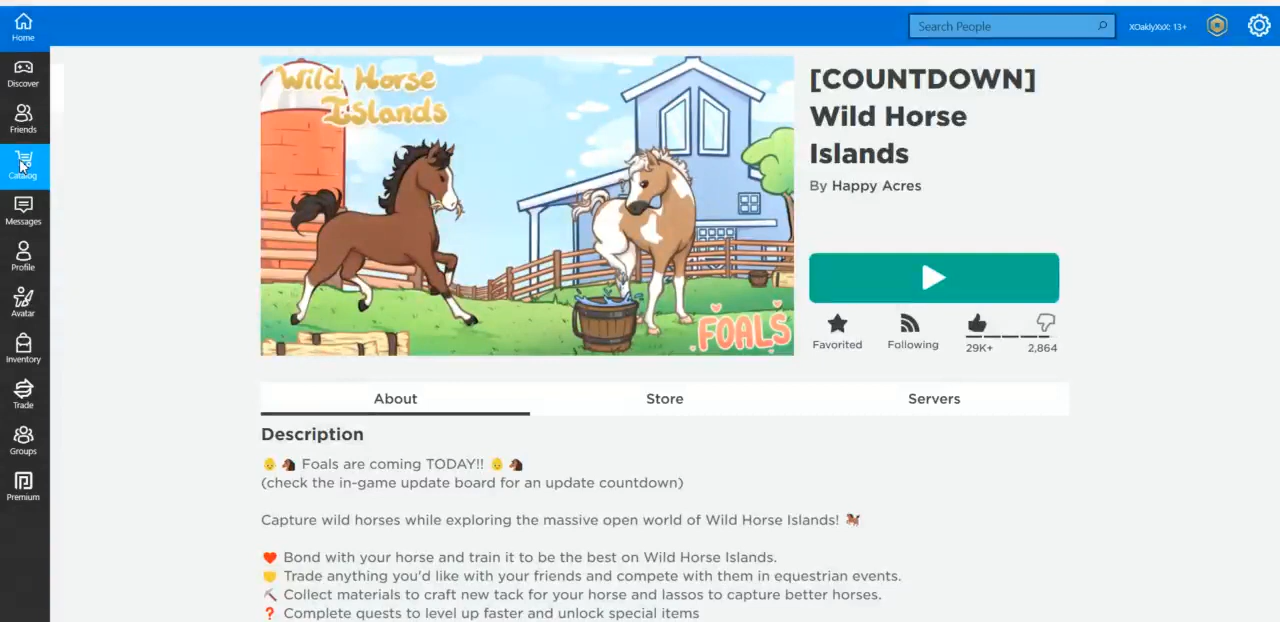 Home
Search People
XOaklyXxX: 13+
Discover
Friends
Catalog
Messages
Profile
Avatar
Inventory
Trade
Groups
Premium
Wild Horse
Islands
FOALS
[COUNTDOWN]
Wild Horse
Islands
By Happy Acres
Favorited
Following
29K+
2,864
About
Store
Servers
Description
👴 🐴 Foals are coming TODAY!! 👴 🐴
(check the in-game update board for an update countdown)
Capture wild horses while exploring the massive open world of Wild Horse Islands! 🐎
❤️ Bond with your horse and train it to be the best on Wild Horse Islands.
🤝 Trade anything you'd like with your friends and compete with them in equestrian events.
⛏️ Collect materials to craft new tack for your horse and lassos to capture better horses.
❓ Complete quests to level up faster and unlock special items